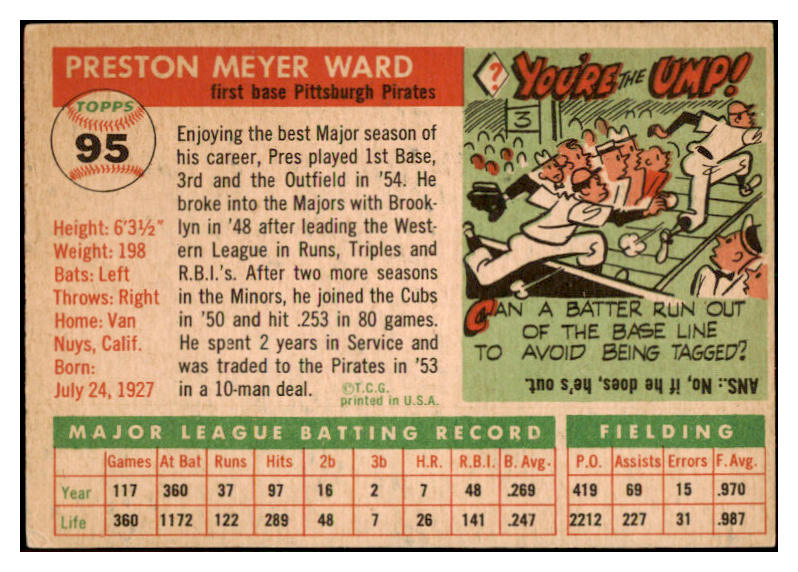 PRESTON MEYER WARD
first base Pittsburgh Pirates
TOPPS
95
Height: 6'3½"
Weight: 198
Bats: Left
Throws: Right
Home: Van
Nuys, Calif.
Born:
July 24, 1927
Enjoying the best Major season of
his career, Pres played 1st Base,
3rd and the Outfield in '54. He
broke into the Majors with Brook-
lyn in '48 after leading the West-
ern League in Runs, Triples and
R.B.I.'s. After two more seasons
in the Minors, he joined the Cubs
in '50 and hit .253 in 80 games.
He spent 2 years in Service and
was traded to the Pirates in '53
in a 10-man deal.
©T.C.G.
printed in U.S.A.
? YOU'RE THE UMP!
3
CAN A BATTER RUN OUT
OF THE BASE LINE
TO AVOID BEING TAGGED?
ANS.: No, if he does, he's out.
MAJOR LEAGUE BATTING RECORD
FIELDING
Games At Bat Runs Hits 2b 3b H.R. R.B.I. B. Avg. P.O. Assists Errors F. Avg.
Year 117 360 37 97 16 2 7 48 .269 419 69 15 .970
Life 360 1172 122 289 48 7 26 141 .247 2212 227 31 .987